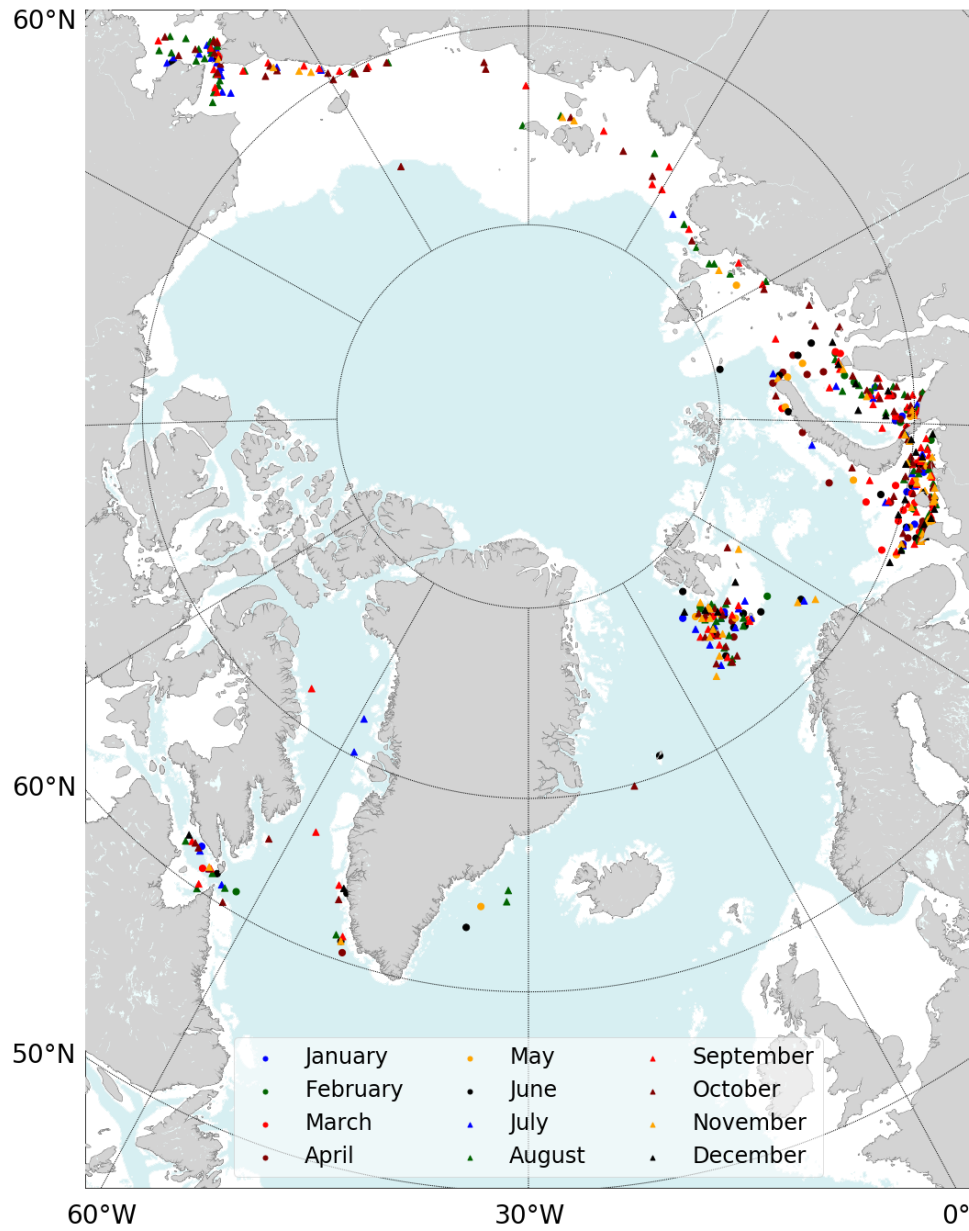 60°N
60°N
50°N
January May September
February June October
March July November
April August December
60°W 30°W 0°